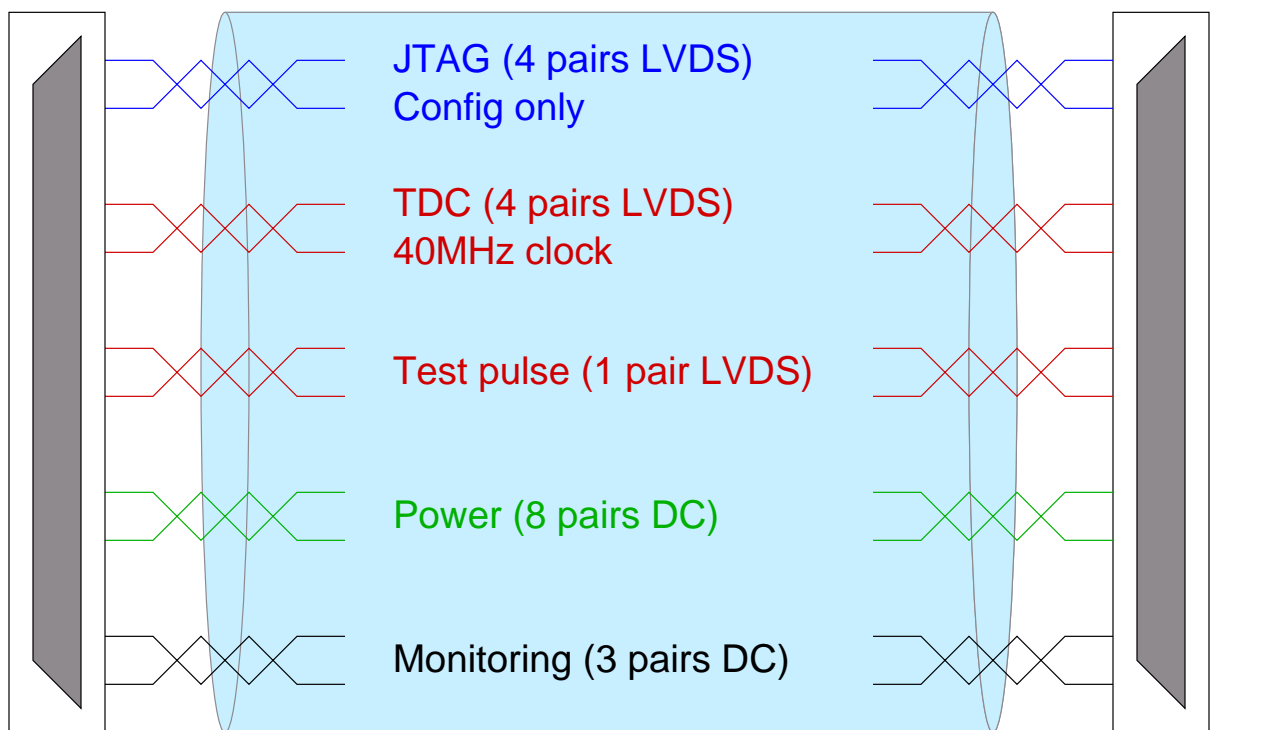 JTAG (4 pairs LVDS)
Config only
TDC (4 pairs LVDS)
40MHz clock
Test pulse (1 pair LVDS)
Power (8 pairs DC)
Monitoring (3 pairs DC)